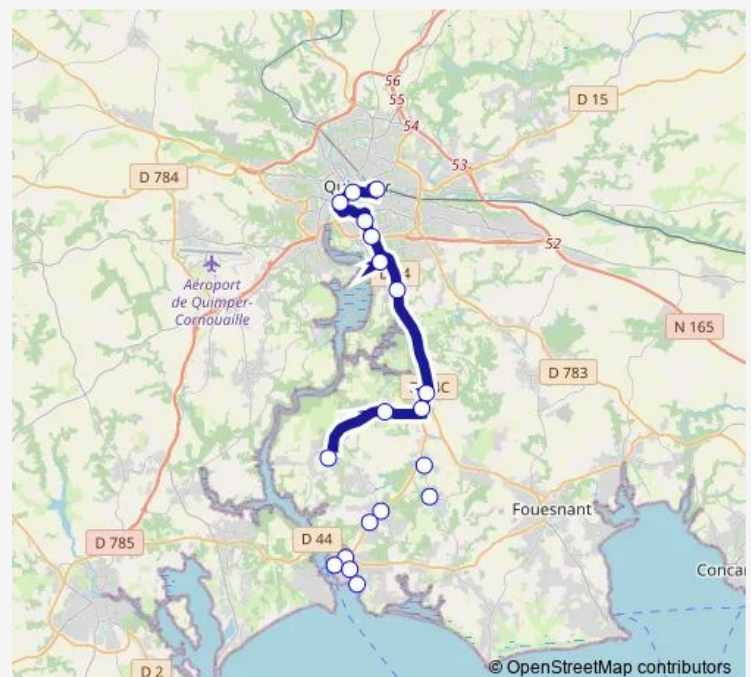 56
55
D 15
54
53
D 784
52
Aéroport
de Quimper-
Cornouaille
N 165
D 783
Fouesnant
D 785
D 44
D 2
© OpenStreetMap contributors